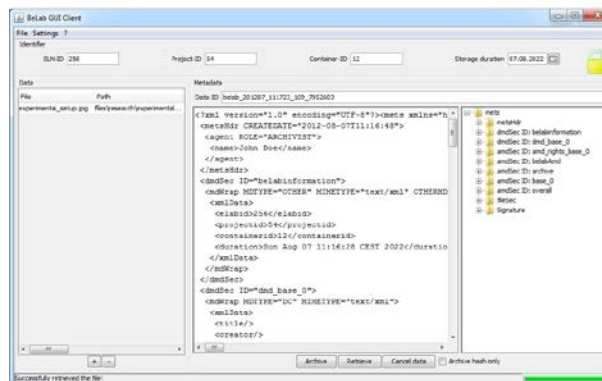 BeLab GUI Client
File Settings ?
Identifier
ELN-ID 256 Project-ID 54 Container-ID 12 Storage duration 07.08.2022
Data
File Path
experimental_setup.jpg files\research\experimental...
Metadata
Data ID
<?xml version="1.0" encoding="UTF-8"?><mets xmlns="h
<metsHdr CREATEDATE="2012-08-07T11:16:48">
<agent ROLE="ARCHIVIST">
<name>John Doe</name>
</agent>
</metsHdr>
<dmdSec ID="belabinformation">
<mdWrap MDTYPE="OTHER" MIMETYPE="text/xml" OTHERMD
<xmlData>
<elabid>256</elabid>
<projectid>54</projectid>
<containerid>12</containerid>
<duration>Sun Aug 07 11:16:28 CEST 2022</duratio
</xmlData>
</mdWrap>
</dmdSec>
<dmdSec ID="dmd_base_0">
<mdWrap MDTYPE="DC" MIMETYPE="text/xml">
<xmlData>
<title/>
<creator/>
mets
metsHdr
dmdSec ID: belabinformation
dmdSec ID: dmd_base_0
amdSec ID: amd_rights_base_0
amdSec ID: belabAmd
amdSec ID: archive
amdSec ID: base_0
amdSec ID: overall
fileSec
Signature
+ -
Archive Retrieve Cancel data Archive hash only
Successfully retrieved the file!